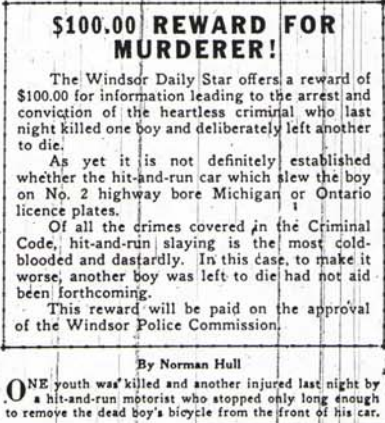 $100.00 REWARD FOR
MURDERER!
The Windsor Daily Star offers a reward of
$100.00 for information leading to the arrest and
conviction of the heartless criminal who last
night killed one boy and deliberately left another
to die.
As yet it is not definitely established
whether the hit-and-run car which slew the boy
on No. 2 highway bore Michigan or Ontario
licence plates.
Of all the crimes covered in the Criminal
Code, hit-and-run slaying is the most cold-
blooded and dastardly. In this case, to make it
worse, another boy was left to die had not aid
been forthcoming.
This reward will be paid on the approval
of the Windsor Police Commission.
By Norman Hull
ONE youth was killed and another injured last night by
a hit-and-run motorist who stopped only long enough
to remove the dead boy's bicycle from the front of his car.